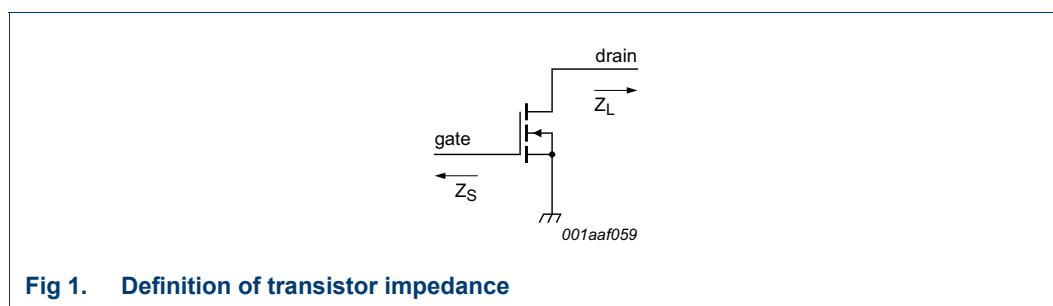 drain
Z_L
gate
Z_S
001aaf059
Fig 1. Definition of transistor impedance